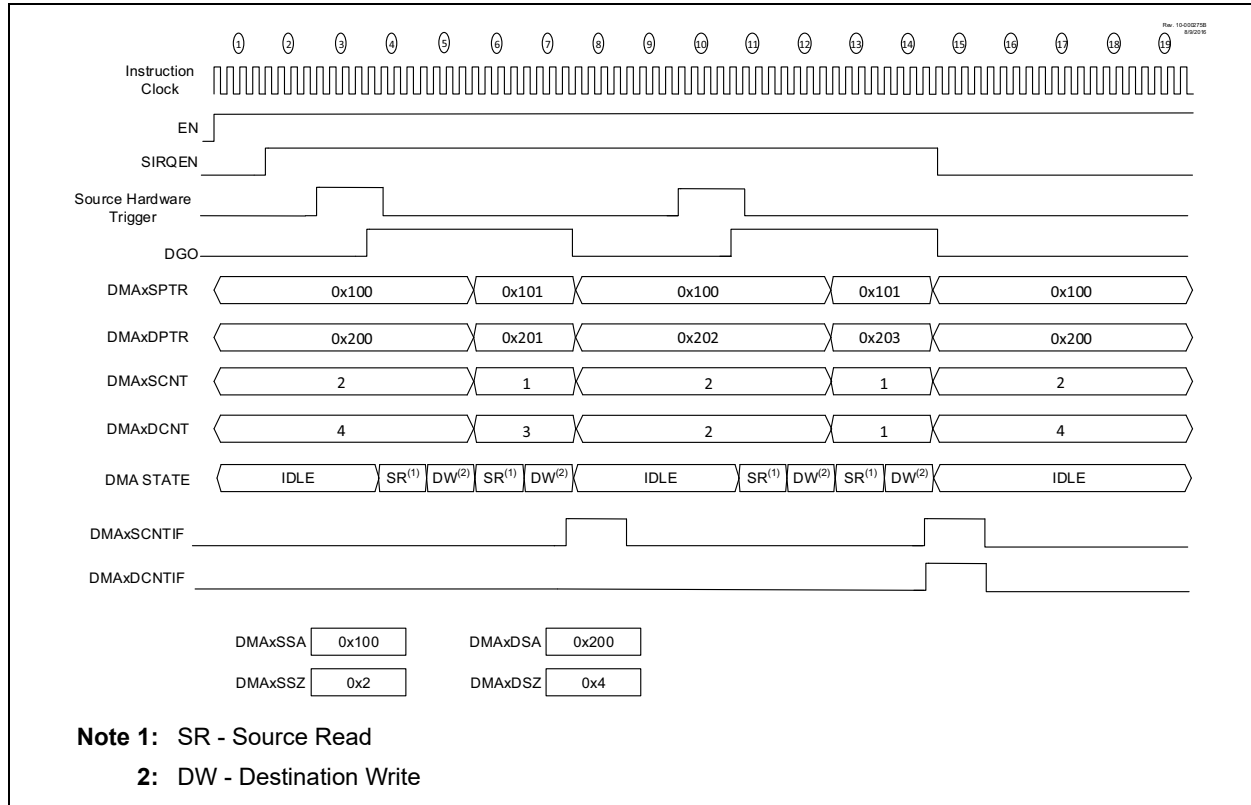 Rev. 10-000275B
8/9/2016
1 2 3 4 5 6 7 8 9 10 11 12 13 14 15 16 17 18 19
Instruction
Clock
EN
SIRQEN
Source Hardware
Trigger
DGO
DMAxSPTR 0x100 0x101 0x100 0x101 0x100
DMAxDPTR 0x200 0x201 0x202 0x203 0x200
DMAxSCNT 2 1 2 1 2
DMAxDCNT 4 3 2 1 4
DMA STATE IDLE SR(1) DW(2) SR(1) DW(2) IDLE SR(1) DW(2) SR(1) DW(2) IDLE
DMAxSCNTIF
DMAxDCNTIF
DMAxSSA 0x100 DMAxDSA 0x200
DMAxSSZ 0x2 DMAxDSZ 0x4
Note 1: SR - Source Read
2: DW - Destination Write